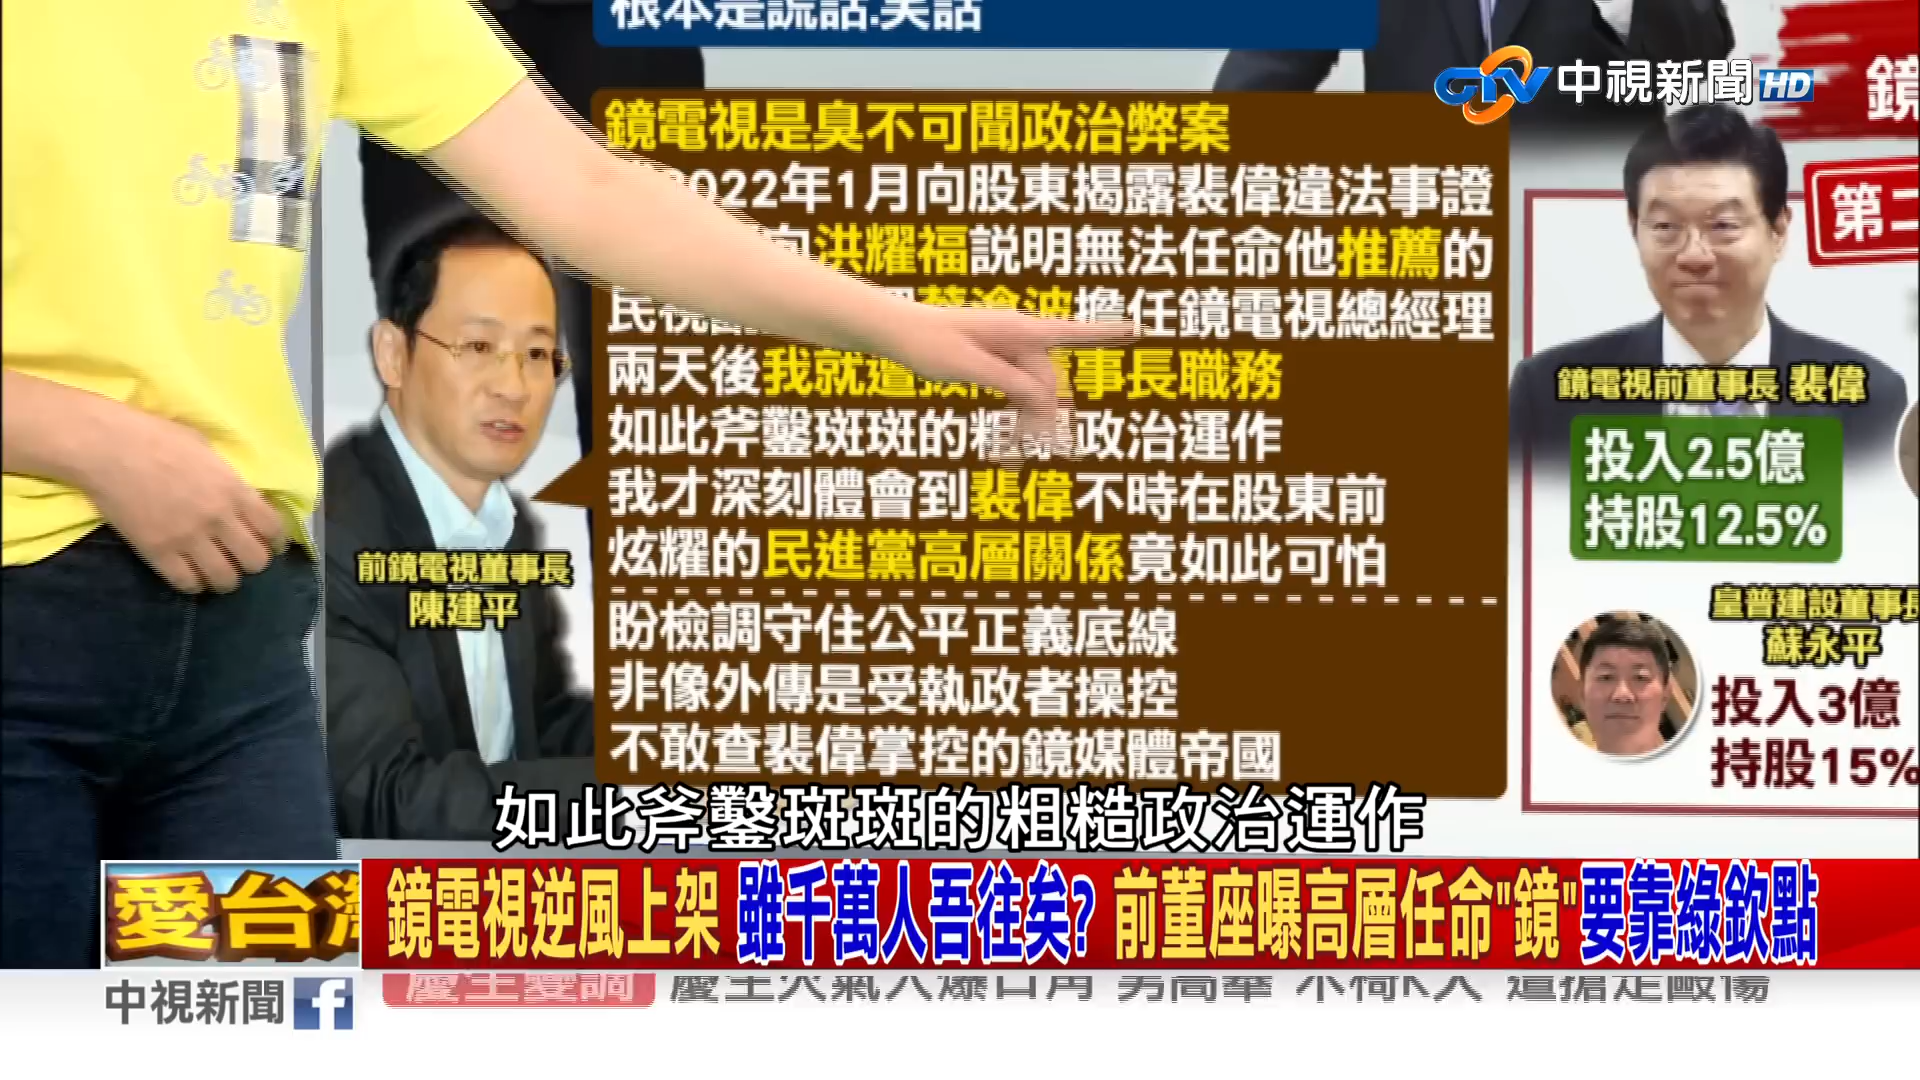 根本是謊話.笑話
CTV 中視新聞 HD
鏡
第二
鏡電視是臭不可聞政治弊案
2022年1月向股東揭露裴偉違法事證
洪耀福説明無法任命他推薦的
民視 擔任鏡電視總經理
兩天後我就遭 董事長職務
如此斧鑿斑斑的粗 政治運作
我才深刻體會到裴偉不時在股東前
炫耀的民進黨高層關係竟如此可怕
盼檢調守住公平正義底線
非像外傳是受執政者操控
不敢查裴偉掌控的鏡媒體帝國
前鏡電視董事長
陳建平
鏡電視前董事長 裴偉
投入2.5億
持股12.5%
皇普建設董事長
蘇永平
投入3億
持股15%
如此斧鑿斑斑的粗糙政治運作
愛台灣
鏡電視逆風上架 雖千萬人吾往矣? 前董座曝高層任命"鏡"要靠綠欽點
中視新聞 f